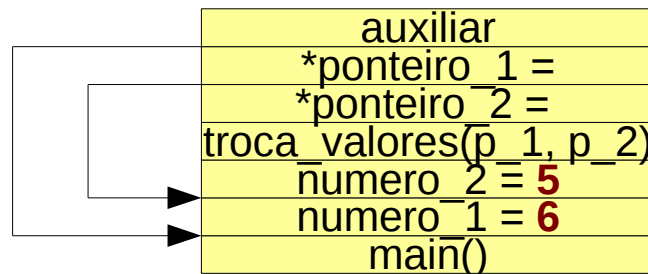 auxiliar
*ponteiro_1 =
*ponteiro_2 =
troca_valores(p_1, p_2)
numero_2 = 5
numero_1 = 6
main()